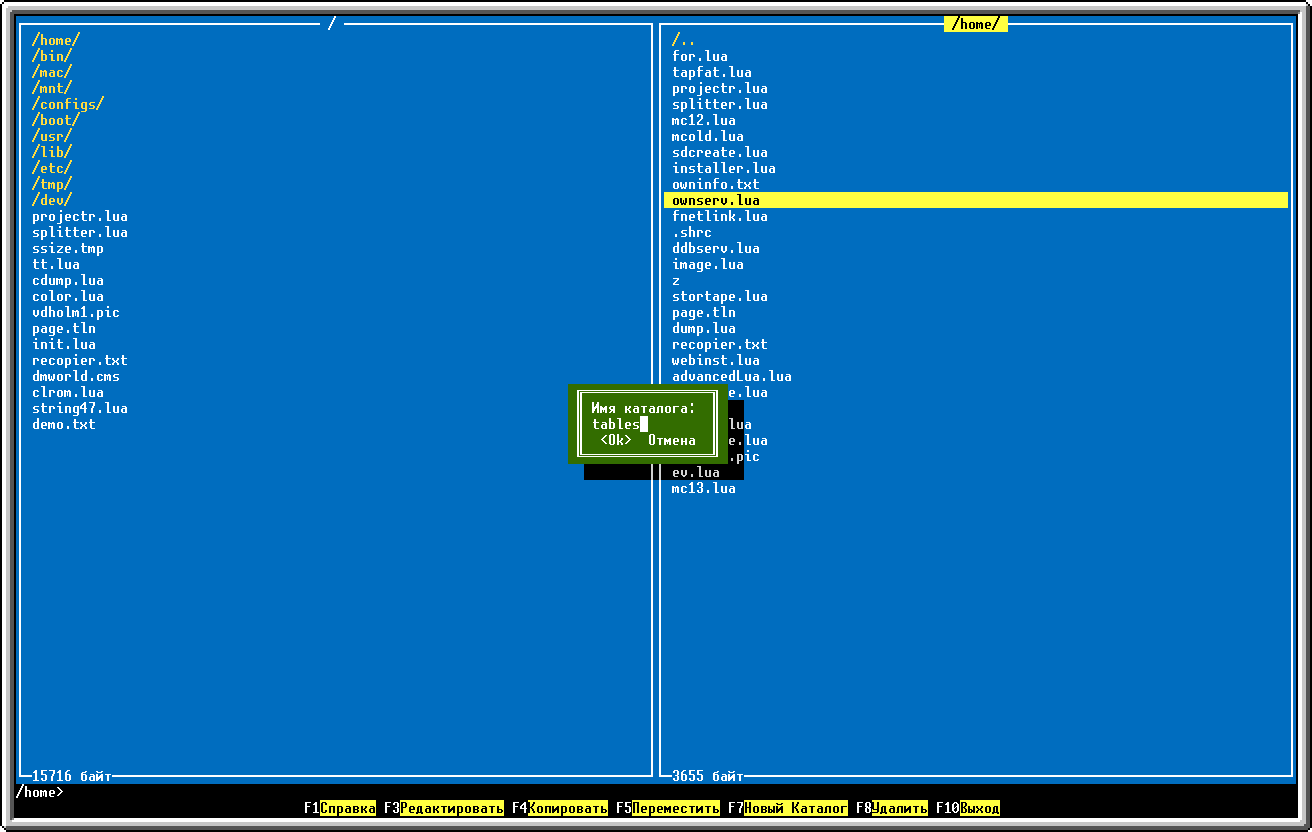 /
/home/
/bin/
/mac/
/mnt/
/configs/
/boot/
/usr/
/lib/
/etc/
/tmp/
/dev/
projectr.lua
splitter.lua
ssize.tmp
tt.lua
cdump.lua
color.lua
vdholm1.pic
page.tln
init.lua
recopier.txt
dmworld.cms
clrom.lua
string47.lua
demo.txt
15716 байт
/home/
/..
for.lua
tapfat.lua
projectr.lua
splitter.lua
mc12.lua
mcold.lua
sdcreate.lua
installer.lua
owninfo.txt
ownserv.lua
fnetlink.lua
.shrc
ddbserv.lua
image.lua
z
stortape.lua
page.tln
dump.lua
recopier.txt
webinst.lua
advancedLua.lua
e.lua
lua
e.lua
.pic
ev.lua
mc13.lua
3655 байт
Имя каталога:
tables
<Ok> Отмена
/home>
F1Справка F3Редактировать F4Копировать F5Переместить F7Новый Каталог F8Удалить F10Выход